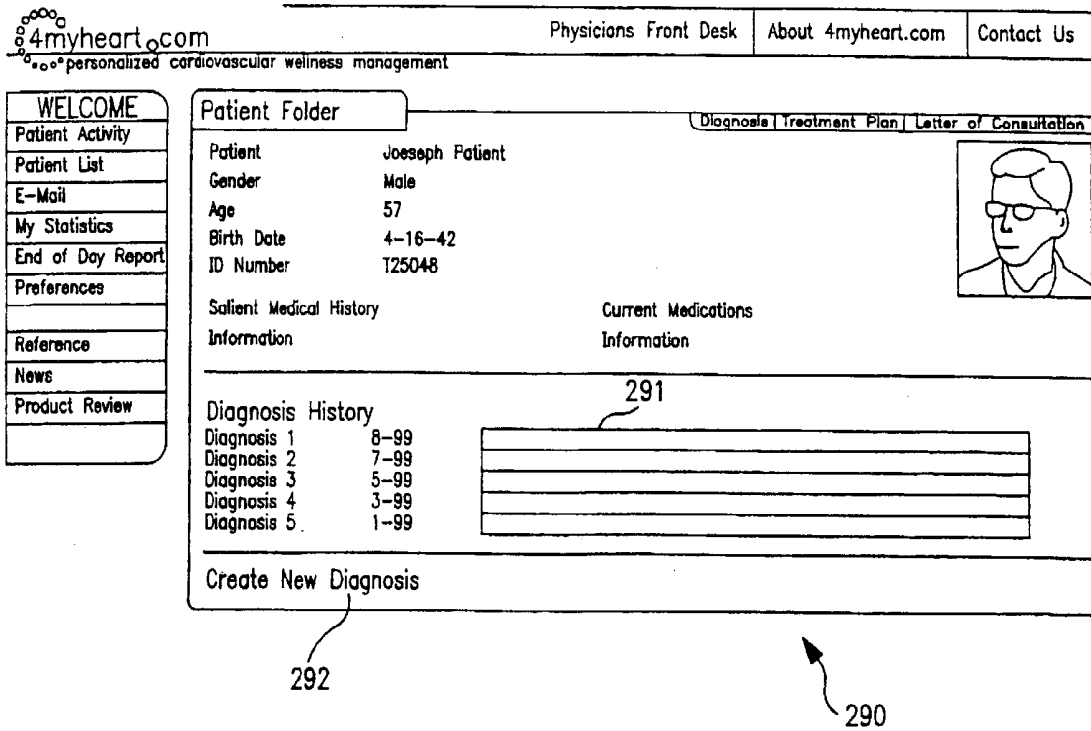 4myheart.com
personalized cardiovascular wellness management
Physicians Front Desk
About 4myheart.com
Contact Us
WELCOME
Patient Activity
Patient List
E-Mail
My Statistics
End of Day Report
Preferences
Reference
News
Product Review
Patient Folder
Diagnosis Treatment Plan Letter of Consultation
Patient Joeseph Patient
Gender Male
Age 57
Birth Date 4-16-42
ID Number T25048
Salient Medical History Current Medications
Information Information
291
Diagnosis History
Diagnosis 1 8-99
Diagnosis 2 7-99
Diagnosis 3 5-99
Diagnosis 4 3-99
Diagnosis 5 1-99
Create New Diagnosis
292
290